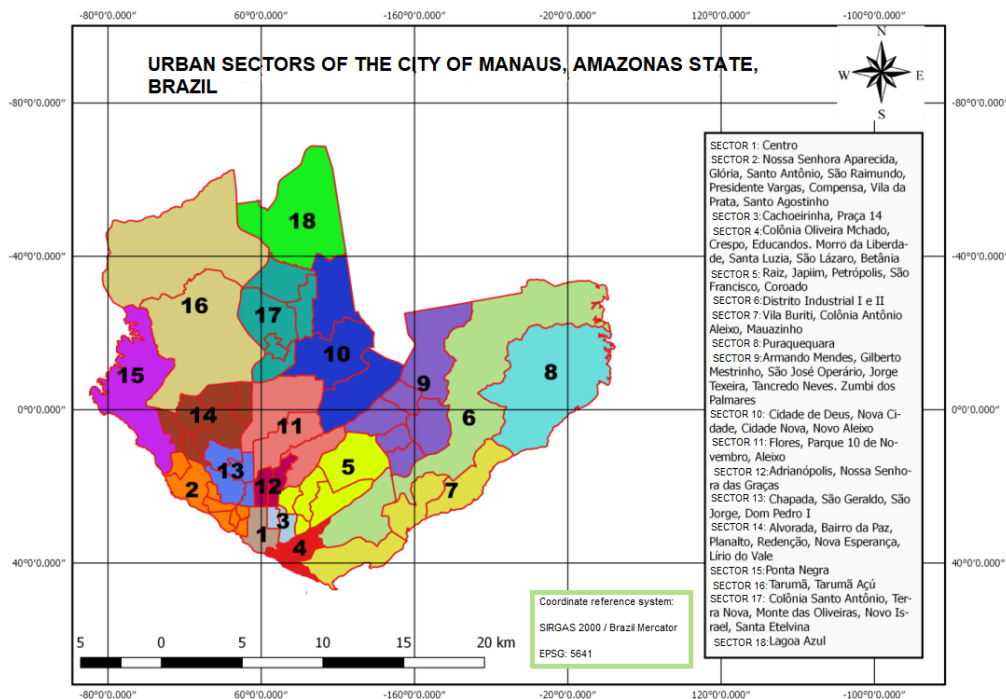 -80°0'0.000"
60°0'0.000"
-160°0'0.000"
-20°0'0.000"
120°0'0.000"
-100°0'0.000"
URBAN SECTORS OF THE CITY OF MANAUS, AMAZONAS STATE,
BRAZIL
N
W
E
S
-80°0'0.000"
-80°0'0.000"
-40°0'0.000"
-40°0'0.000"
0°0'0.000"
0°0'0.000"
40°0'0.000"
40°0'0.000"
18
16
17
10
15
9
8
14
6
11
5
13
12
2
7
3
1
4
SECTOR 1: Centro
SECTOR 2: Nossa Senhora Aparecida,
Glória, Santo Antônio, São Raimundo,
Presidente Vargas, Compensa, Vila da
Prata, Santo Agostinho
SECTOR 3: Cachoeirinha, Praça 14
SECTOR 4: Colônia Oliveira Mchado,
Crespo, Educandos. Morro da Liberda-
de, Santa Luzia, São Lázaro, Betânia
SECTOR 5: Raiz, Japiim, Petrópolis, São
Francisco, Coroado
SECTOR 6: Distrito Industrial I e II
SECTOR 7: Vila Buriti, Colônia Antônio
Aleixo, Mauazinho
SECTOR 8: Puraquequara
SECTOR 9: Armando Mendes, Gilberto
Mestrinho, São José Operário, Jorge
Texeira, Tancredo Neves. Zumbi dos
Palmares
SECTOR 10: Cidade de Deus, Nova Ci-
dade, Cidade Nova, Novo Aleixo
SECTOR 11: Flores, Parque 10 de No-
vembro, Aleixo
SECTOR 12: Adrianópolis, Nossa Senho-
ra das Graças
SECTOR 13: Chapada, São Geraldo, São
Jorge, Dom Pedro I
SECTOR 14: Alvorada, Bairro da Paz,
Planalto, Redenção, Nova Esperança,
Lírio do Vale
SECTOR 15: Ponta Negra
SECTOR 16: Tarumã, Tarumã Açú
SECTOR 17: Colônia Santo Antônio, Ter-
ra Nova, Monte das Oliveiras, Novo Is-
rael, Santa Etelvina
SECTOR 18: Lagoa Azul
Coordinate reference system:
SIRGAS 2000 / Brazil Mercator
EPSG: 5641
5 0 5 10 15 20 km
-80°0'0.000"
60°0'0.000"
-160°0'0.000"
-20°0'0.000"
120°0'0.000"
-100°0'0.000"